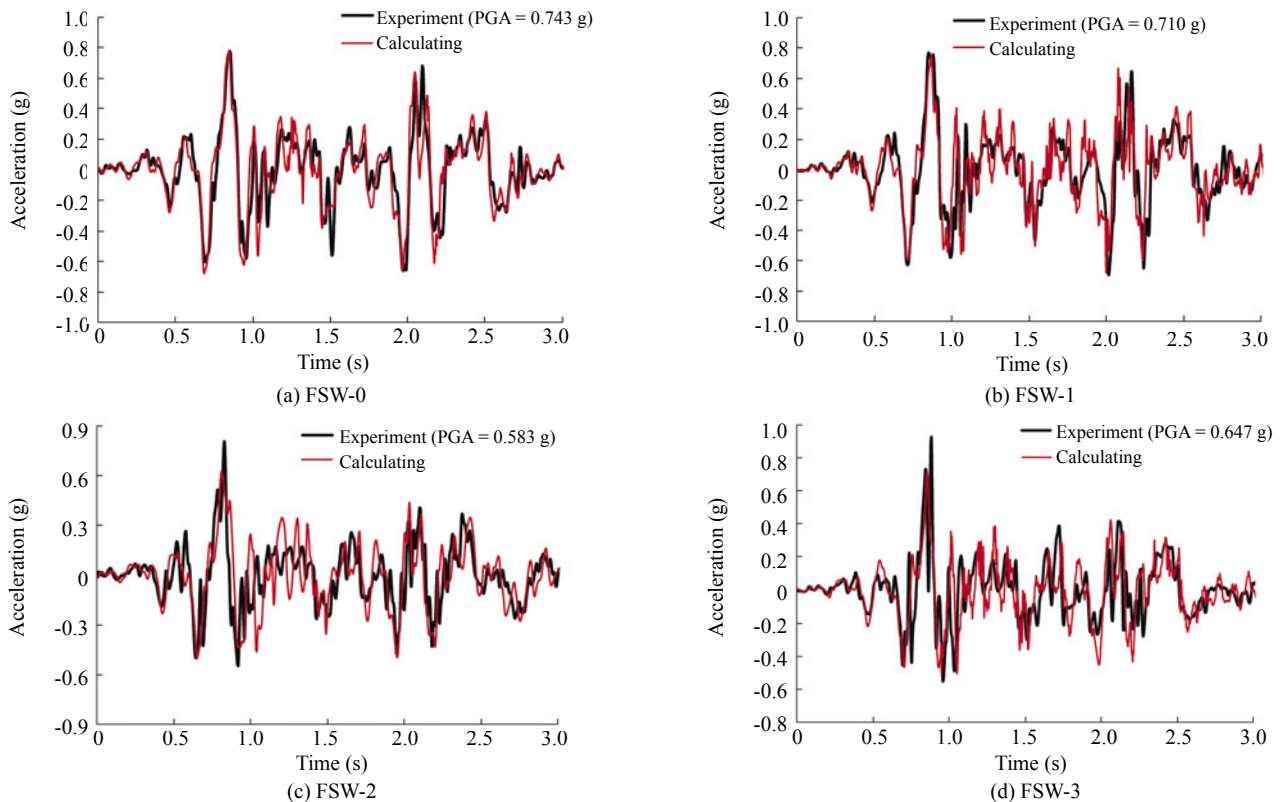 Experiment (PGA = 0.743 g)
Calculating
1.0
0.8
0.6
0.4
0.2
0
-0.2
-0.4
-0.6
-0.8
-1.0
Acceleration (g)
0 0.5 1.0 1.5 2.0 2.5 3.0
Time (s)
(a) FSW-0
Experiment (PGA = 0.710 g)
Calculating
1.0
0.8
0.6
0.4
0.2
0
-0.2
-0.4
-0.6
-0.8
-1.0
Acceleration (g)
0 0.5 1.0 1.5 2.0 2.5 3.0
Time (s)
(b) FSW-1
Experiment (PGA = 0.583 g)
Calculating
0.9
0.6
0.3
0
-0.3
-0.6
-0.9
Acceleration (g)
0 0.5 1.0 1.5 2.0 2.5 3.0
Time (s)
(c) FSW-2
Experiment (PGA = 0.647 g)
Calculating
1.0
0.8
0.6
0.4
0.2
0
-0.2
-0.4
-0.6
-0.8
Acceleration (g)
0 0.5 1.0 1.5 2.0 2.5 3.0
Time (s)
(d) FSW-3